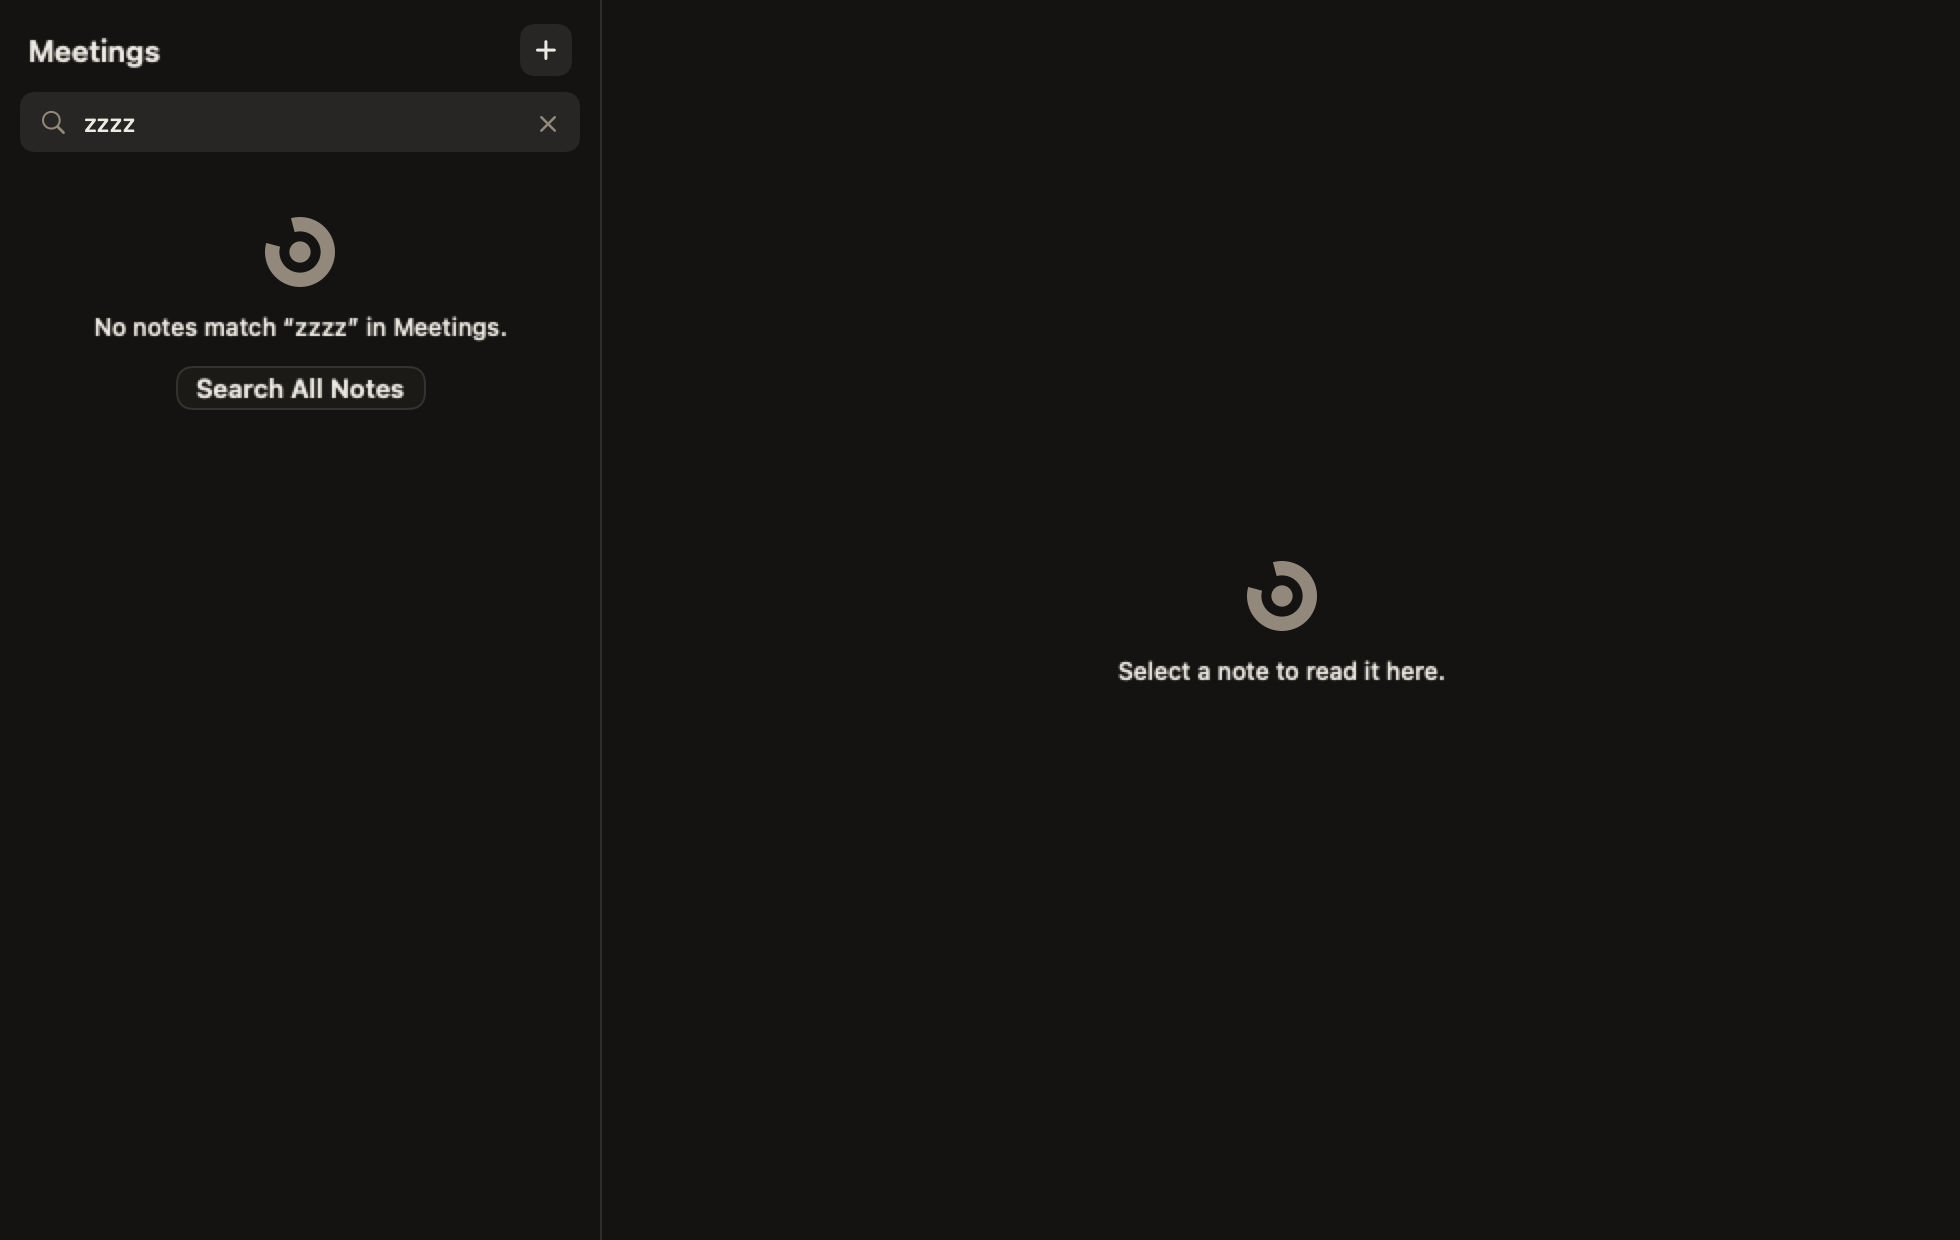 Meetings
zzzz
No notes match “zzzz” in Meetings.
Search All Notes
Select a note to read it here.